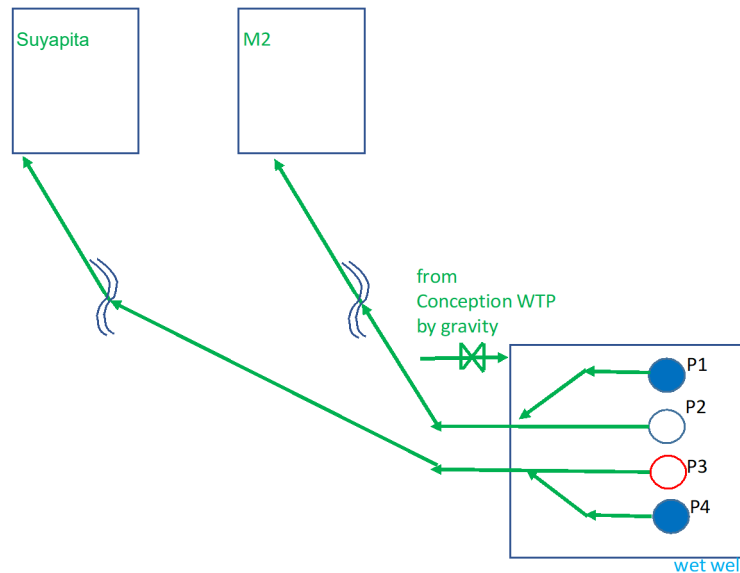 Suyapita
M2
from
Conception WTP
by gravity
P1
P2
P3
P4
wet wel